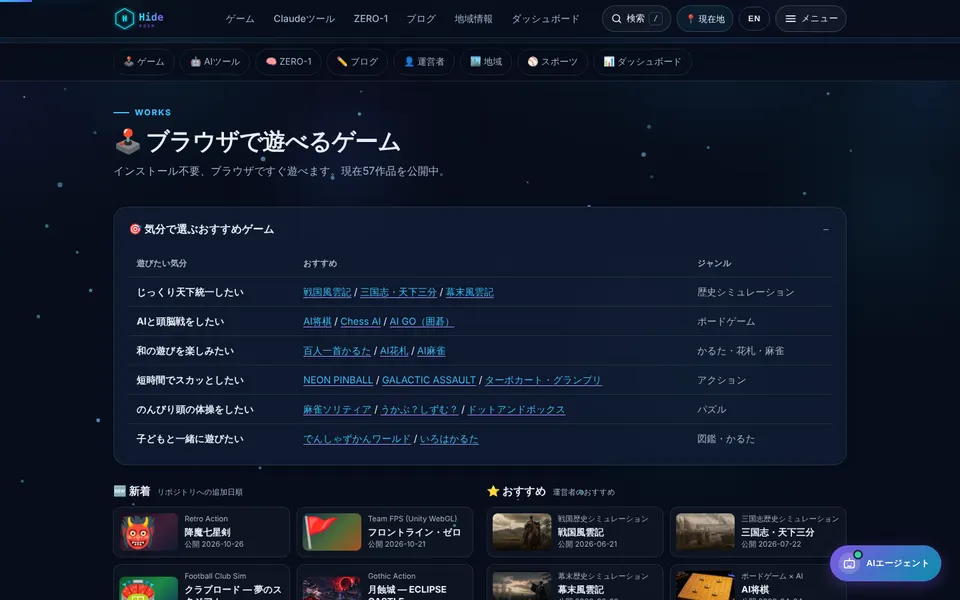 Hide
ゲーム Claudeツール ZERO-1 ブログ 地域情報 ダッシュボード 検索 / 📍 現在地 EN メニュー
🕹️ ゲーム 🤖 AIツール 🧠 ZERO-1 ✏️ ブログ 👤 運営者 🏙️ 地域 ⚾ スポーツ 📊 ダッシュボード
WORKS
🕹️ ブラウザで遊べるゲーム
インストール不要、ブラウザですぐ遊べます。現在57作品を公開中。
🎯 気分で選ぶおすすめゲーム −
遊びたい気分 おすすめ ジャンル
じっくり天下統一したい 戦国風雲記 / 三国志・天下三分 / 幕末風雲記 歴史シミュレーション
AIと頭脳戦をしたい AI将棋 / Chess AI / AI GO（囲碁） ボードゲーム
和の遊びを楽しみたい 百人一首かるた / AI花札 / AI麻雀 かるた・花札・麻雀
短時間でスカッとしたい NEON PINBALL / GALACTIC ASSAULT / ターボカート・グランプリ アクション
のんびり頭の体操をしたい 麻雀ソリティア / うかぶ？しずむ？ / ドットアンドボックス パズル
子どもと一緒に遊びたい でんしゃずかんワールド / いろはかるた 図鑑・かるた
🆕 新着 リポジトリへの追加日順
Retro Action
降魔七星剣
公開 2026-10-26
Team FPS (Unity WebGL)
フロントライン・ゼロ
公開 2026-10-21
Football Club Sim
クラブロード — 夢のス
Gothic Action
月蝕城 — ECLIPSE
⭐ おすすめ 運営者のおすすめ
戦国歴史シミュレーション
戦国風雲記
公開 2026-06-21
三国志歴史シミュレーション
三国志・天下三分
公開 2026-07-22
幕末歴史シミュレーション
幕末風雲記
ボードゲーム × AI
AI将棋
AIエージェント